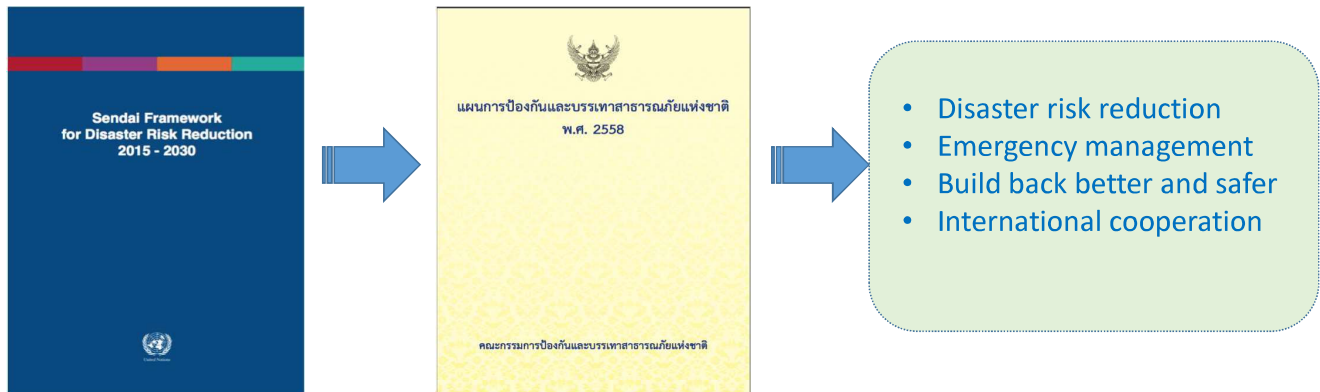 Sendai Framework
for Disaster Risk Reduction
2015 - 2030
United Nations
แผนการป้องกันและบรรเทาสาธารณภัยแห่งชาติ
พ.ศ. 2558
คณะกรรมการป้องกันและบรรเทาสาธารณภัยแห่งชาติ
• Disaster risk reduction
• Emergency management
• Build back better and safer
• International cooperation